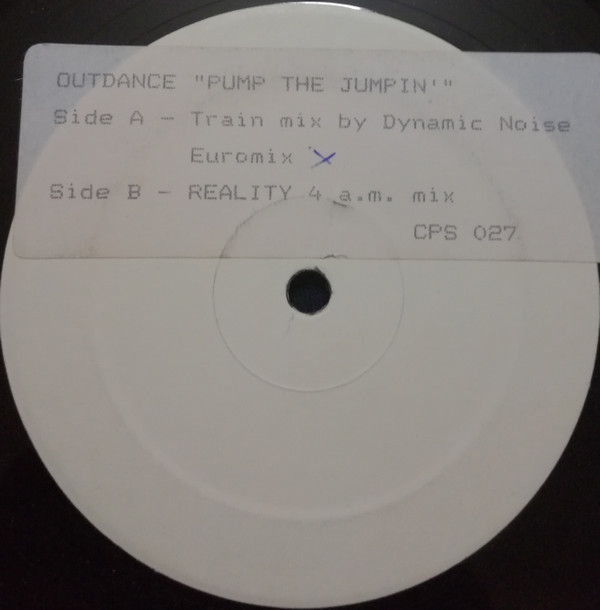 OUTDANCE "PUMP THE JUMPIN'"
Side A - Train mix by Dynamic Noise
Euromix X
Side B - REALITY 4 a.m. mix
CPS 027